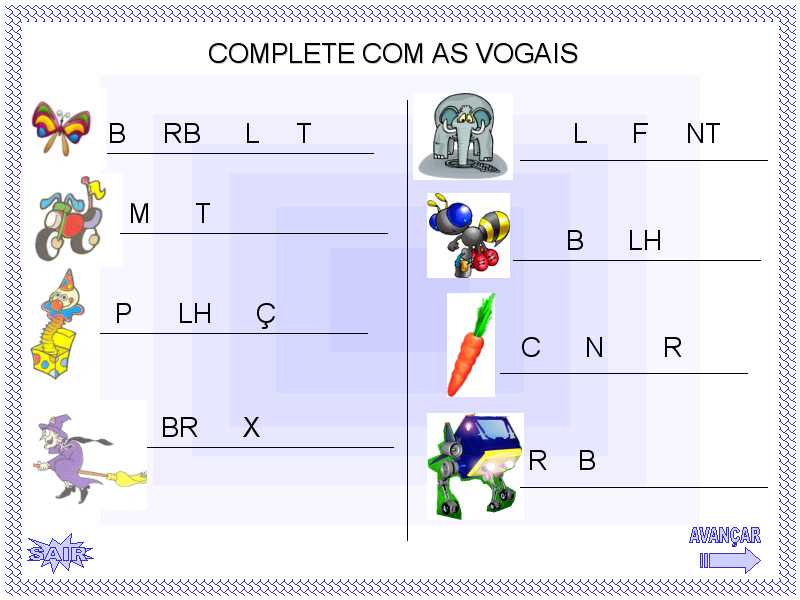 COMPLETE COM AS VOGAIS
B RB L T
M T
P LH Ç
BR X
L F NT
B LH
C N R
R B
SAIR
AVANÇAR